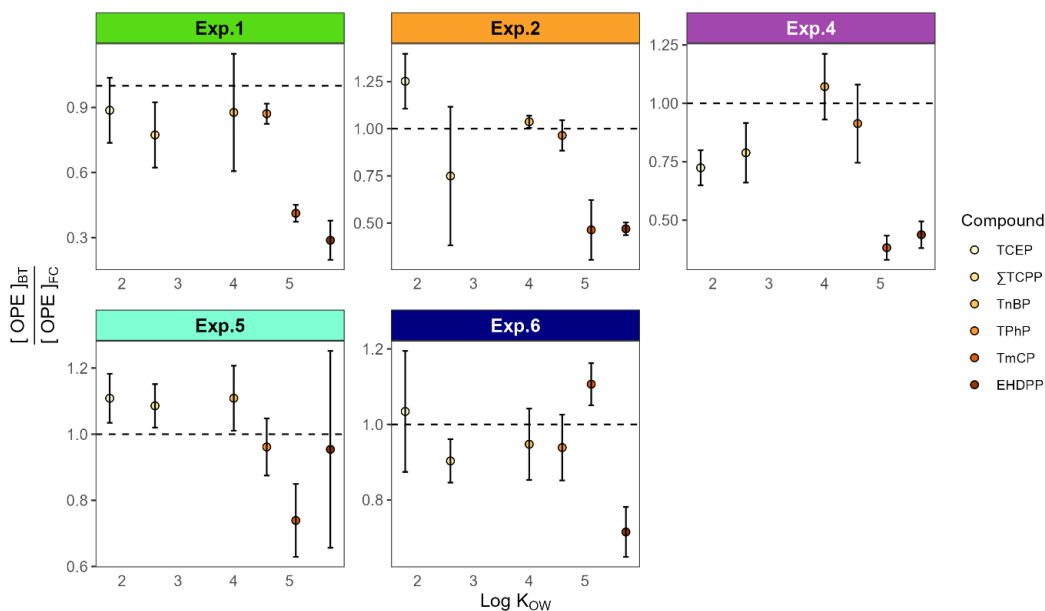 Exp.1
Exp.2
Exp.4
0.9
0.6
0.3
1.25
1.00
0.75
0.50
1.25
1.00
0.75
0.50
2 3 4 5
2 3 4 5
2 3 4 5
Exp.5
Exp.6
1.2
1.0
0.8
0.6
1.2
1.0
0.8
2 3 4 5
2 3 4 5
[ OPE ]BT
[ OPE ]FC
Log KOW
Compound
TCEP
∑TCPP
TnBP
TPhP
TmCP
EHDPP